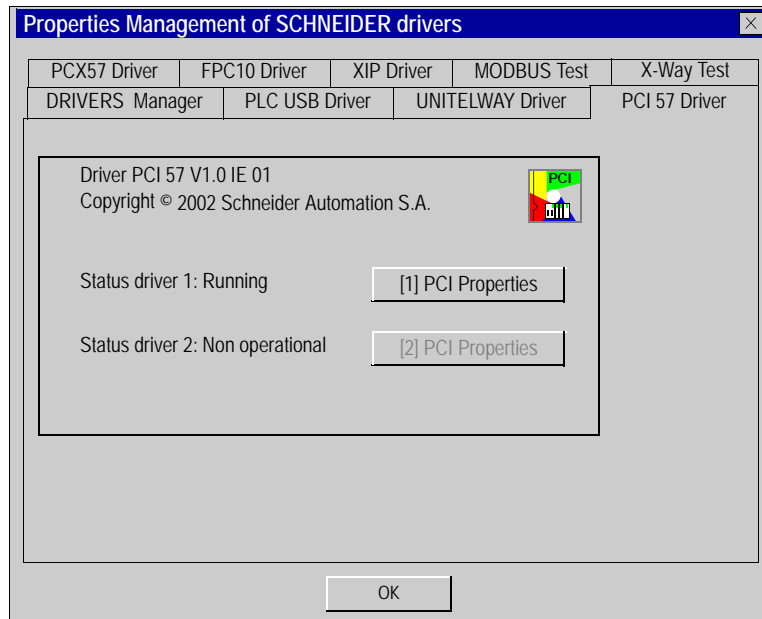 Properties Management of SCHNEIDER drivers
PCX57 Driver FPC10 Driver XIP Driver MODBUS Test X-Way Test
DRIVERS Manager PLC USB Driver UNITELWAY Driver PCI 57 Driver
Driver PCI 57 V1.0 IE 01
Copyright © 2002 Schneider Automation S.A.
PCI
Status driver 1: Running [1] PCI Properties
Status driver 2: Non operational [2] PCI Properties
OK